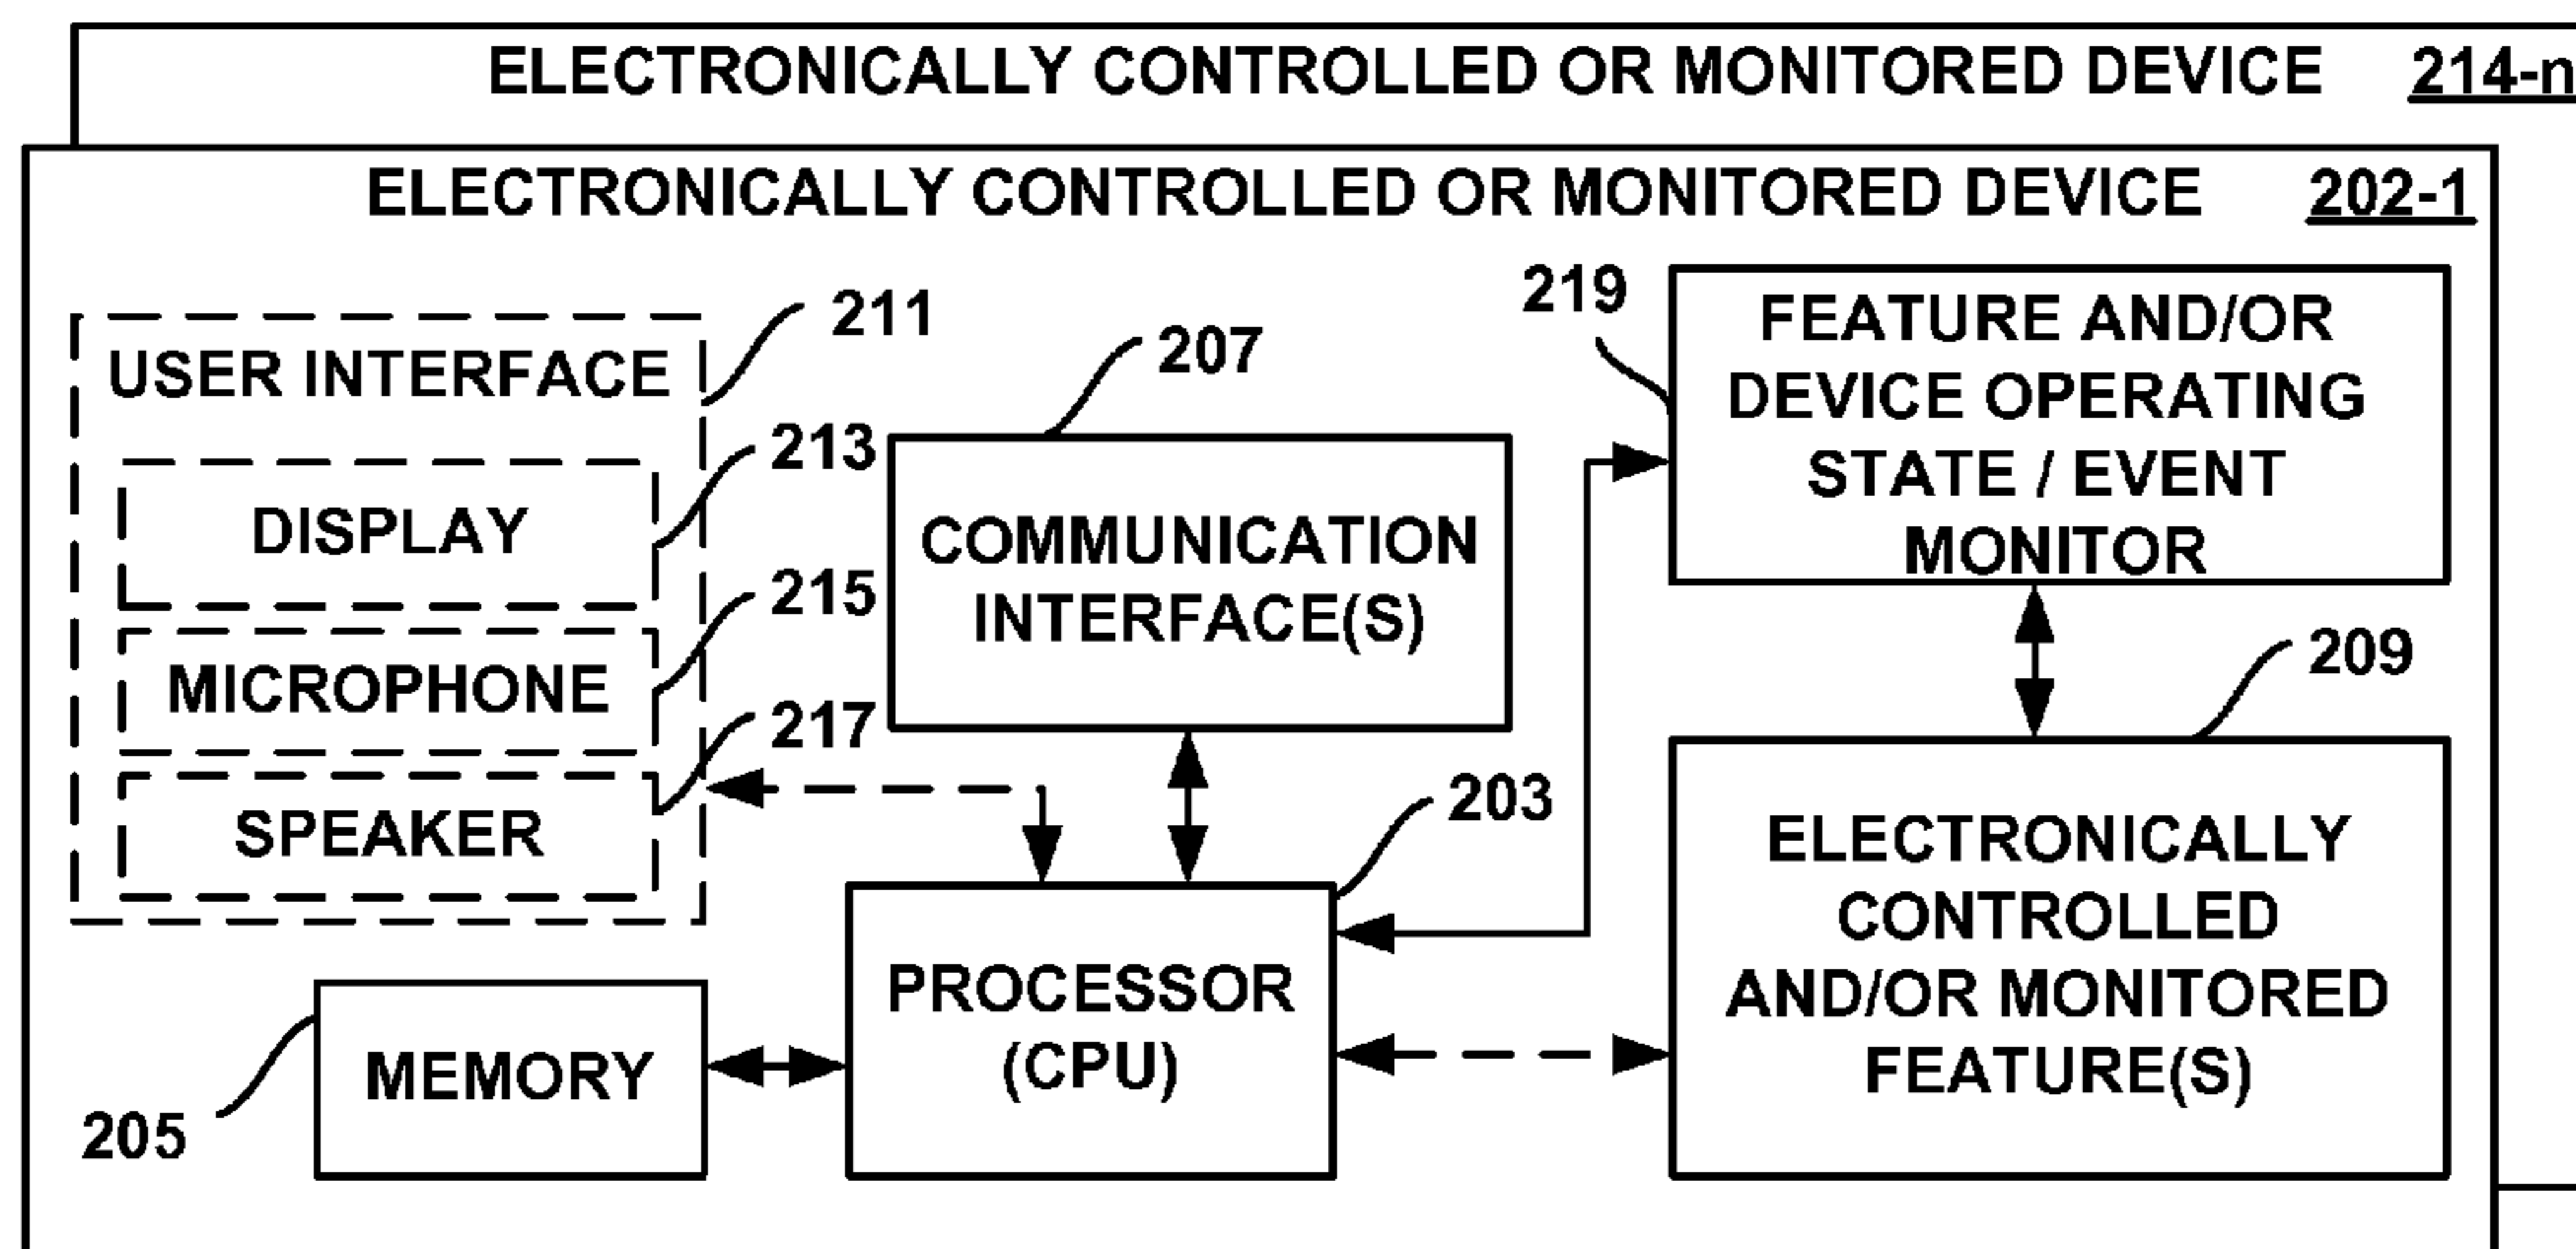 ELECTRONICALLY CONTROLLED OR MONITORED DEVICE 214-n
ELECTRONICALLY CONTROLLED OR MONITORED DEVICE 202-1
211
USER INTERFACE
213
DISPLAY
215
MICROPHONE
217
SPEAKER
207
COMMUNICATION
INTERFACE(S)
219
FEATURE AND/OR
DEVICE OPERATING
STATE / EVENT
MONITOR
209
ELECTRONICALLY
CONTROLLED
AND/OR MONITORED
FEATURE(S)
203
PROCESSOR
(CPU)
MEMORY
205